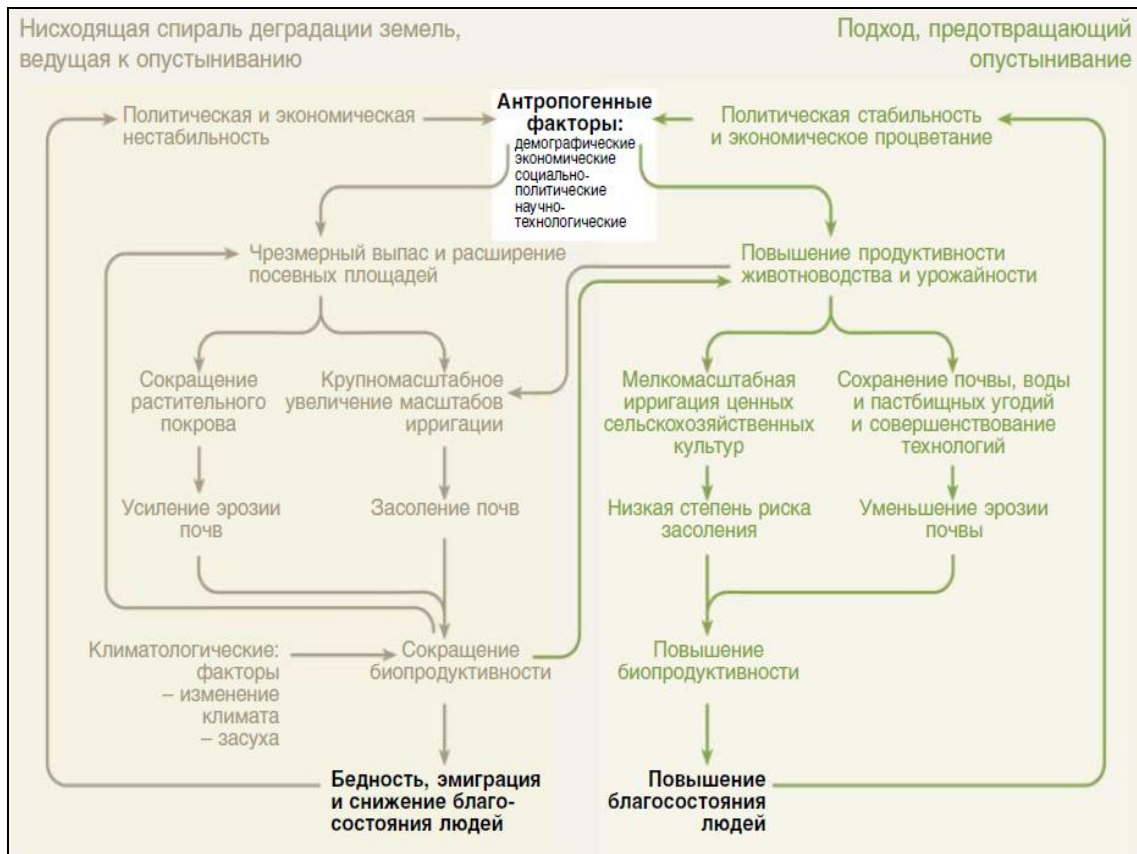 Нисходящая спираль деградации земель,
ведущая к опустыниванию
Подход, предотвращающий
опустынивание
Политическая и экономическая
нестабильность
Антропогенные
факторы:
демографические
экономические
социально-
политические
научно-
технологические
Политическая стабильность
и экономическое процветание
Чрезмерный выпас и расширение
посевных площадей
Повышение продуктивности
животноводства и урожайности
Сокращение
растительного
покрова
Крупномасштабное
увеличение масштабов
ирригации
Мелкомасштабная
ирригация ценных
сельскохозяйственных
культур
Сохранение почвы, воды
и пастбищных угодий
и совершенствование
технологий
Усиление эрозии
почв
Засоление почв
Низкая степень риска
засоления
Уменьшение эрозии
почвы
Климатологические:
факторы
– изменение
климата
– засуха
Сокращение
биопродуктивности
Повышение
биопродуктивности
Бедность, эмиграция
и снижение благо-
состояния людей
Повышение
благосостояния
людей